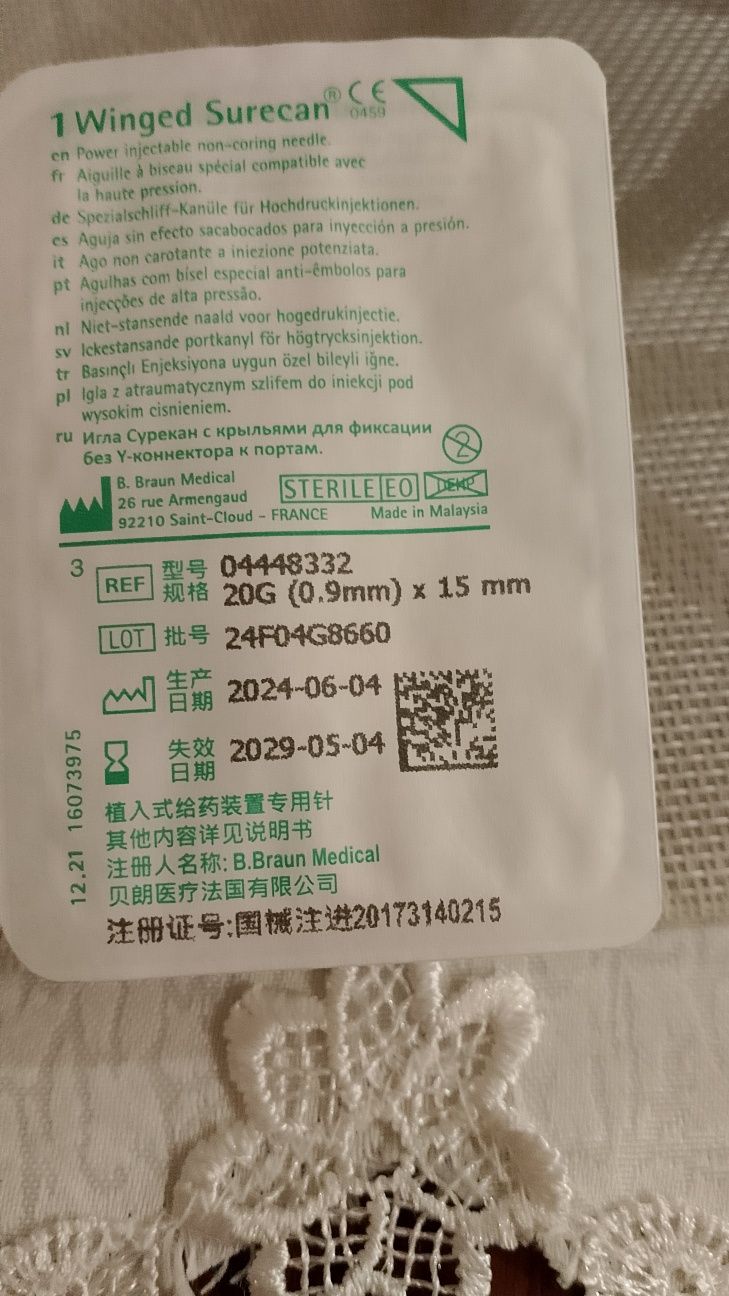 1 Winged Surecan® CE
0459
en Power injectable non-coring needle.
fr Aiguille à biseau spécial compatible avec
la haute pression.
de Spezialschliff-Kanüle für Hochdruckinjektionen.
es Aguja sin efecto sacabocados para inyección a presión.
it Ago non carotante a iniezione potenziata.
pt Agulhas com bisel especial anti-êmbolos para
injecções de alta pressão.
nl Niet-stansende naald voor hogedrukinjectie.
sv Ickestansande portkanyl för högtrycksinjektion.
tr Basınçlı Enjeksiyona uygun özel bileyli iğne.
pl Igla z atraumatycznym szlifem do iniekcji pod
wysokim cisnieniem.
ru Игла Сурекан с крыльями для фиксации
без Y-коннектора к портам.
2
B. Braun Medical
26 rue Armengaud
92210 Saint-Cloud - FRANCE
STERILE EO DEHP
Made in Malaysia
3
REF 型号 04448332
规格 20G (0.9mm) x 15 mm
LOT 批号 24F04G8660
生产日期 2024-06-04
失效日期 2029-05-04
12.21 16073975
植入式给药装置专用针
其他内容详见说明书
注册人名称: B.Braun Medical
贝朗医疗法国有限公司
注册证号:国械注进20173140215